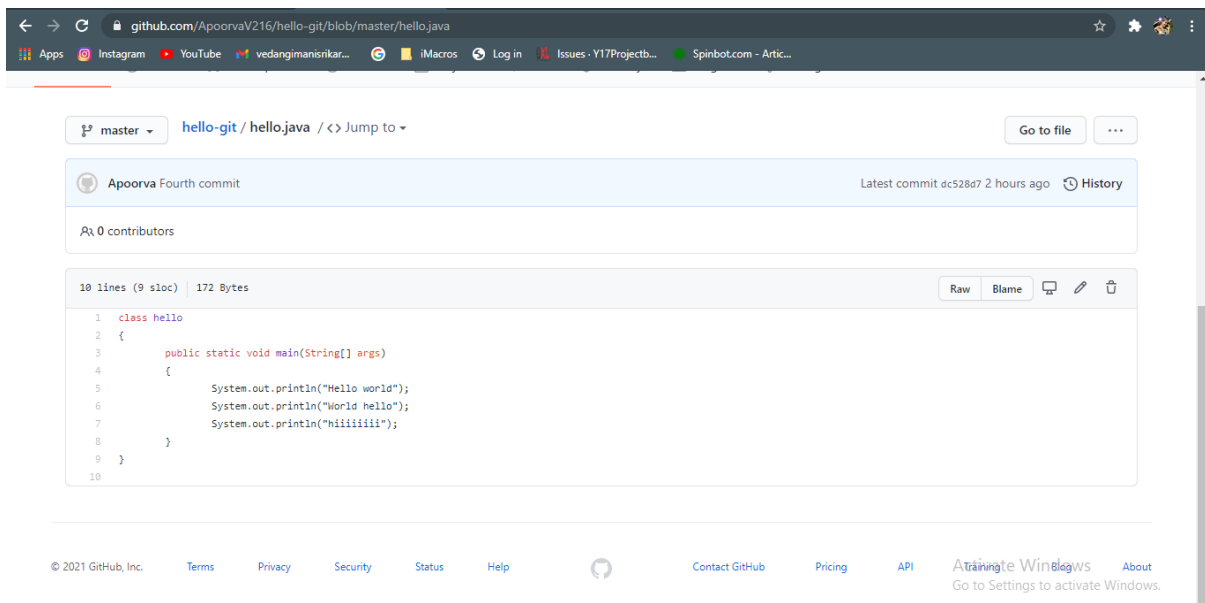 github.com/ApoorvaV216/hello-git/blob/master/hello.java
Apps Instagram YouTube vedangimanisrikar... iMacros Log in Issues · Y17Projectb... Spinbot.com - Artic...
master hello-git / hello.java / <> Jump to Go to file ...
Apoorva Fourth commit Latest commit dc528d7 2 hours ago History
0 contributors
10 lines (9 sloc) 172 Bytes Raw Blame
1 class hello
2 {
3 public static void main(String[] args)
4 {
5 System.out.println("Hello world");
6 System.out.println("World hello");
7 System.out.println("hiiiiiiii");
8 }
9 }
10
© 2021 GitHub, Inc. Terms Privacy Security Status Help Contact GitHub Pricing API Training Blog About
Activate Windows
Go to Settings to activate Windows.